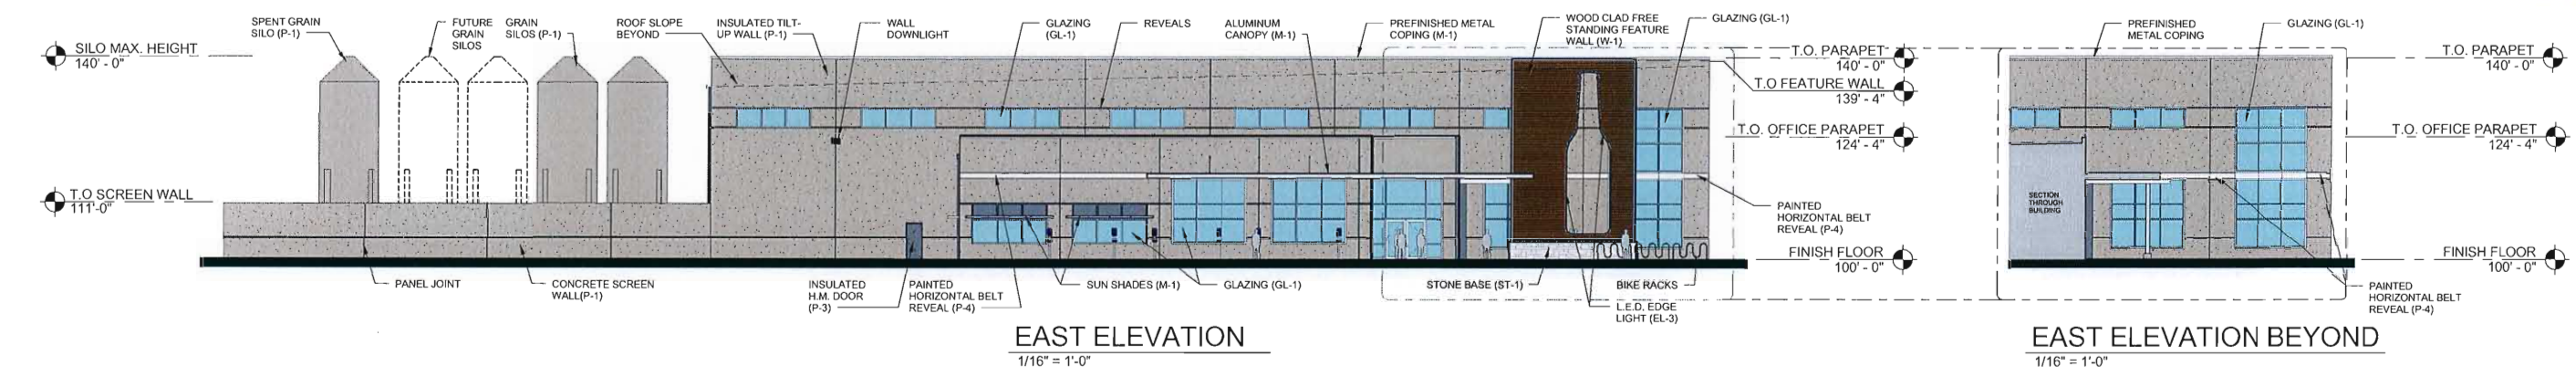 SPENT GRAIN
SILO (P-1)
FUTURE
GRAIN
SILOS
GRAIN
SILOS (P-1)
ROOF SLOPE
BEYOND
INSULATED TILT-
UP WALL (P-1)
WALL
DOWNLIGHT
GLAZING
(GL-1)
REVEALS
ALUMINUM
CANOPY (M-1)
PREFINISHED METAL
COPING (M-1)
WOOD CLAD FREE
STANDING FEATURE
WALL (W-1)
GLAZING (GL-1)
PREFINISHED
METAL COPING
GLAZING (GL-1)
SILO MAX. HEIGHT
140' - 0"
T.O. PARAPET
140' - 0"
T.O FEATURE WALL
139' - 4"
T.O. OFFICE PARAPET
124' - 4"
T.O. PARAPET
140' - 0"
T.O. OFFICE PARAPET
124' - 4"
T.O SCREEN WALL
111'-0"
SECTION
THROUGH
BUILDING
PAINTED
HORIZONTAL BELT
REVEAL (P-4)
FINISH FLOOR
100' - 0"
FINISH FLOOR
100' - 0"
PANEL JOINT
CONCRETE SCREEN
WALL(P-1)
INSULATED
H.M. DOOR
(P-3)
PAINTED
HORIZONTAL BELT
REVEAL (P-4)
SUN SHADES (M-1)
GLAZING (GL-1)
STONE BASE (ST-1)
BIKE RACKS
L.E.D. EDGE
LIGHT (EL-3)
PAINTED
HORIZONTAL BELT
REVEAL (P-4)
EAST ELEVATION
1/16" = 1'-0"
EAST ELEVATION BEYOND
1/16" = 1'-0"